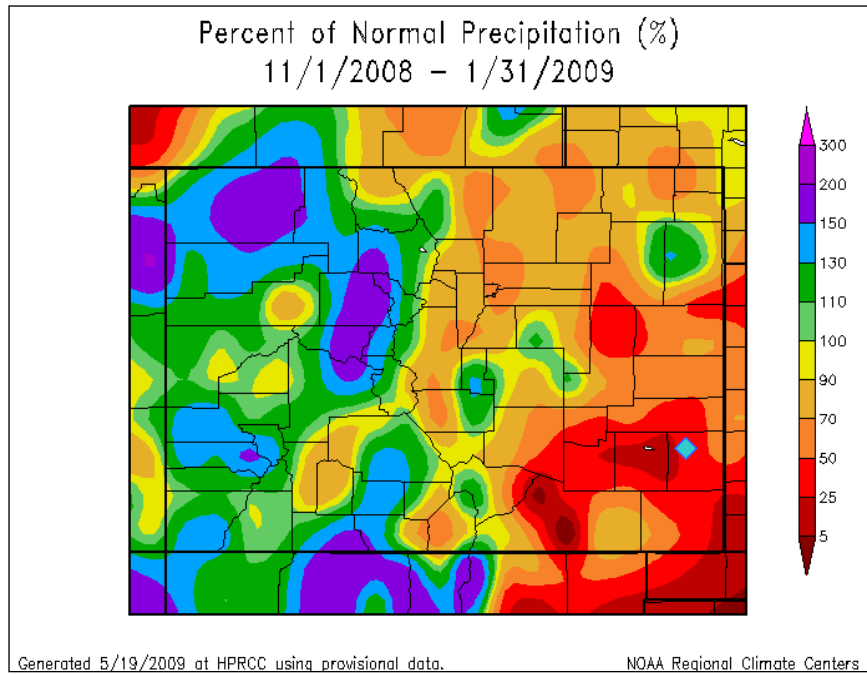 Percent of Normal Precipitation (%)
11/1/2008 – 1/31/2009
300
200
150
130
110
100
90
70
50
25
5
Generated 5/19/2009 at HPRCC using provisional data.
NOAA Regional Climate Centers